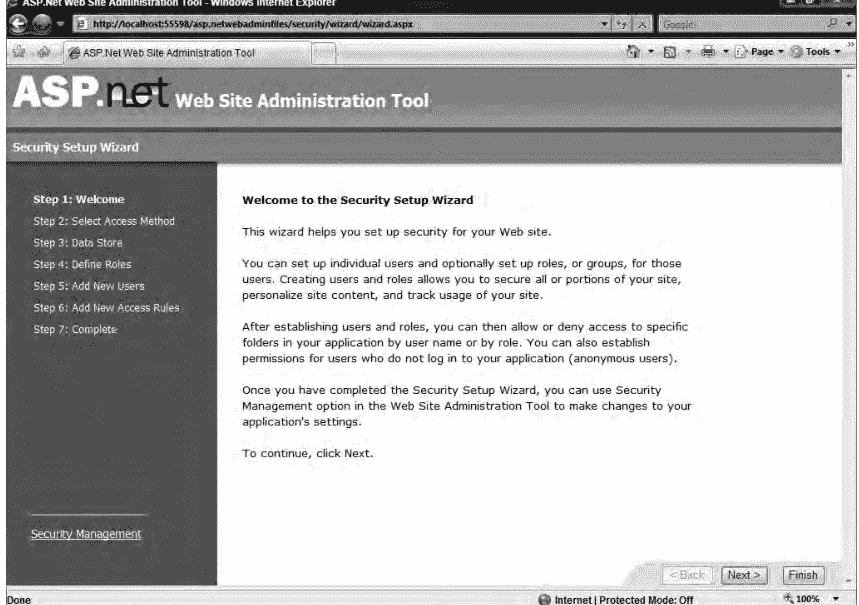 ASP.Net Web Site Administration Tool - Windows Internet Explorer
http://localhost:55598/asp.netwebadminfiles/security/wizard/wizard.aspx
Google
ASP.Net Web Site Administration Tool
Page
Tools
ASP.net Web Site Administration Tool
Security Setup Wizard
Step 1: Welcome
Step 2: Select Access Method
Step 3: Data Store
Step 4: Define Roles
Step 5: Add New Users
Step 6: Add New Access Rules
Step 7: Complete
Security Management
Welcome to the Security Setup Wizard
This wizard helps you set up security for your Web site.
You can set up individual users and optionally set up roles, or groups, for those
users. Creating users and roles allows you to secure all or portions of your site,
personalize site content, and track usage of your site.
After establishing users and roles, you can then allow or deny access to specific
folders in your application by user name or by role. You can also establish
permissions for users who do not log in to your application (anonymous users).
Once you have completed the Security Setup Wizard, you can use Security
Management option in the Web Site Administration Tool to make changes to your
application's settings.
To continue, click Next.
< Back
Next >
Finish
Done
Internet | Protected Mode: Off
100%